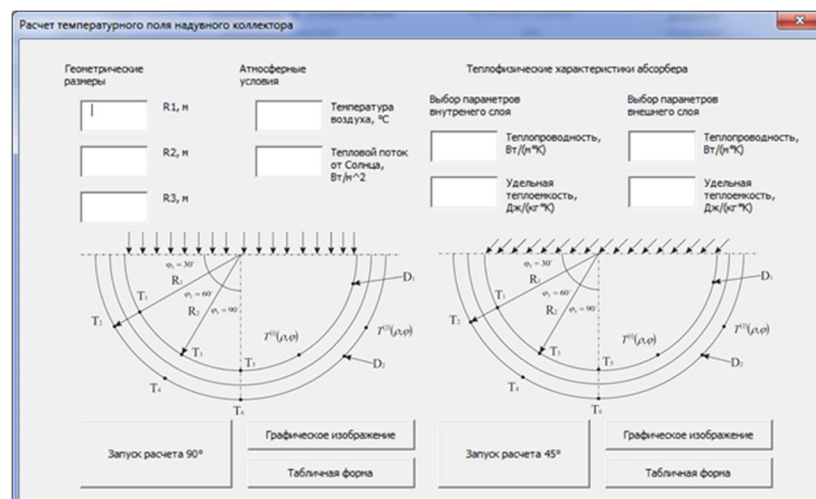 Расчет температурного поля надувного коллектора
Геометрические
размеры
R1, м
R2, м
R3, м
Атмосферные
условия
Температура
воздуха, °C
Тепловой поток
от Солнца,
Вт/м^2
Теплофизические характеристики абсорбера
Выбор параметров
внутренего слоя
Теплопроводность,
Вт/(м*К)
Удельная
теплоемкость,
Дж/(кг*К)
Выбор параметров
внешнего слоя
Теплопроводность,
Вт/(м*К)
Удельная
теплоемкость,
Дж/(кг*К)
φ₁ = 30°
R₁
φ₂ = 60°
R₂
φ₃ = 90°
D₁
T₁
T₂
T₃
T⁽¹⁾(ρ,φ)
T⁽²⁾(ρ,φ)
T₅
D₂
T₄
T₆
φ₁ = 30°
R₁
φ₂ = 60°
R₂
φ₃ = 90°
D₁
T₁
T₂
T₃
T⁽¹⁾(ρ,φ)
T⁽²⁾(ρ,φ)
T₅
D₂
T₄
T₆
Запуск расчета 90°
Графическое изображение
Табличная форма
Запуск расчета 45°
Графическое изображение
Табличная форма